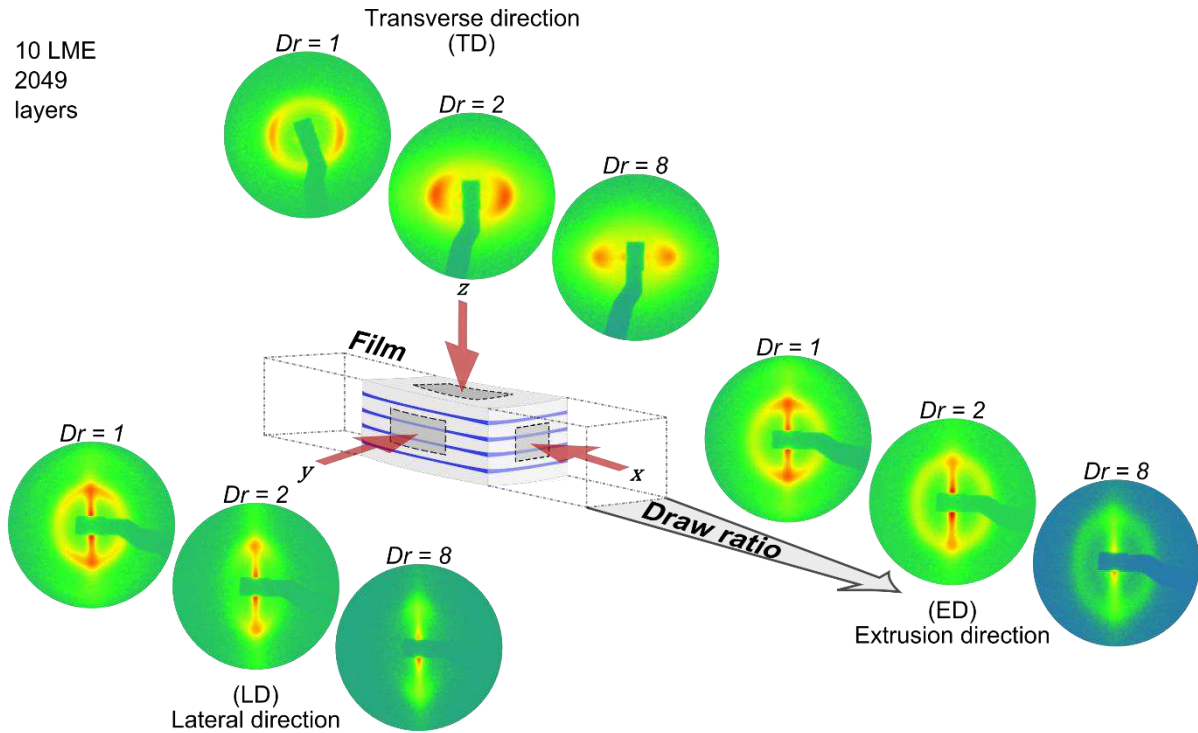 10 LME
2049
layers
Transverse direction
(TD)
Dr = 1
Dr = 2
Dr = 8
z
Film
y
x
Draw ratio
Dr = 1
Dr = 2
Dr = 8
(ED)
Extrusion direction
Dr = 1
Dr = 2
Dr = 8
(LD)
Lateral direction